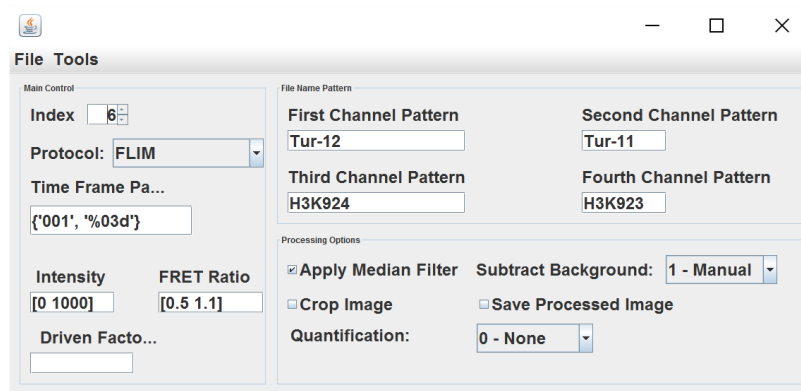 File Tools
Main Control
Index 6
Protocol: FLIM
Time Frame Pa...
{'001', '%03d'}
Intensity FRET Ratio
[0 1000] [0.5 1.1]
Driven Facto...
File Name Pattern
First Channel Pattern Second Channel Pattern
Tur-12 Tur-11
Third Channel Pattern Fourth Channel Pattern
H3K924 H3K923
Processing Options
Apply Median Filter Subtract Background: 1 - Manual
Crop Image Save Processed Image
Quantification: 0 - None